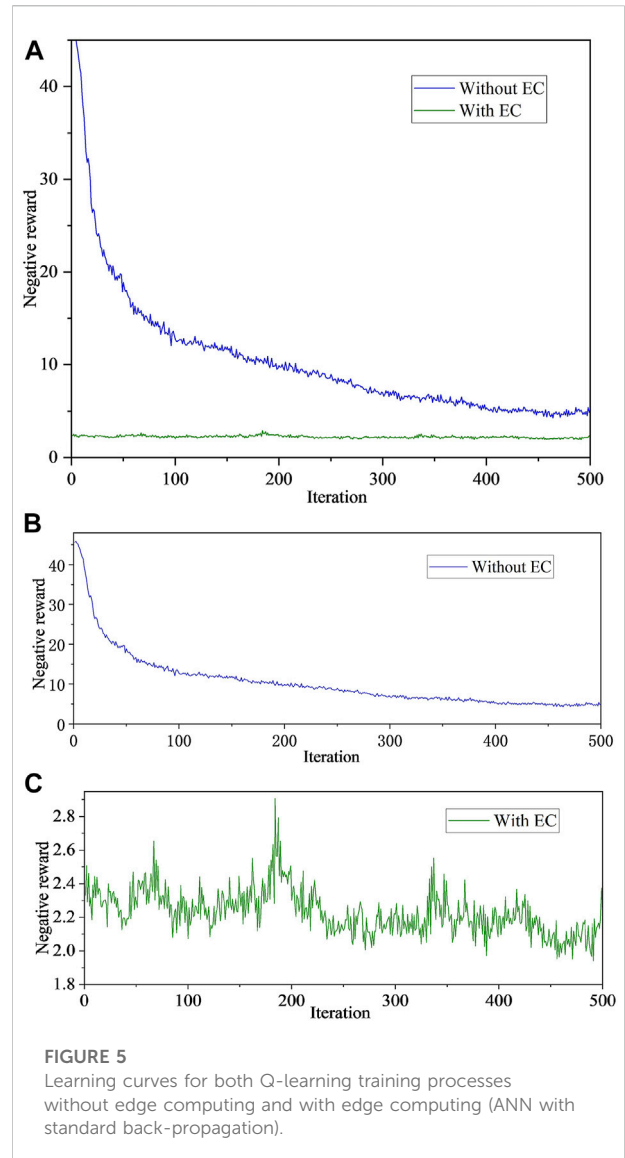 A
40
30
20
10
0
Negative reward
Without EC
With EC
0 100 200 300 400 500
Iteration
B
40
30
20
10
0
Negative reward
Without EC
0 100 200 300 400 500
Iteration
C
2.8
2.6
2.4
2.2
2.0
1.8
Negative reward
With EC
0 100 200 300 400 500
Iteration
FIGURE 5
Learning curves for both Q-learning training processes
without edge computing and with edge computing (ANN with
standard back-propagation).